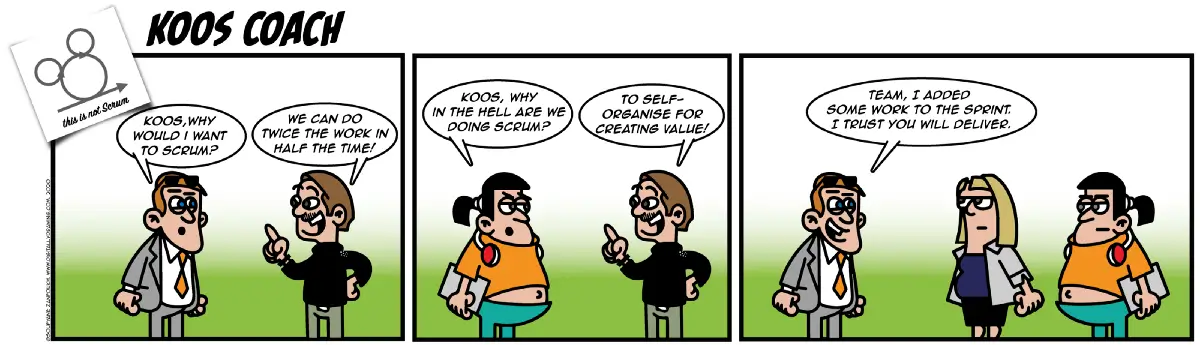 KOOS COACH
this is not Scrum
KOOS,WHY
WOULD I WANT
TO SCRUM?
WE CAN DO
TWICE THE WORK IN
HALF THE TIME!
KOOS, WHY
IN THE HELL ARE WE
DOING SCRUM?
TO SELF-
ORGANISE FOR
CREATING VALUE!
TEAM, I ADDED
SOME WORK TO THE SPRINT.
I TRUST YOU WILL DELIVER.